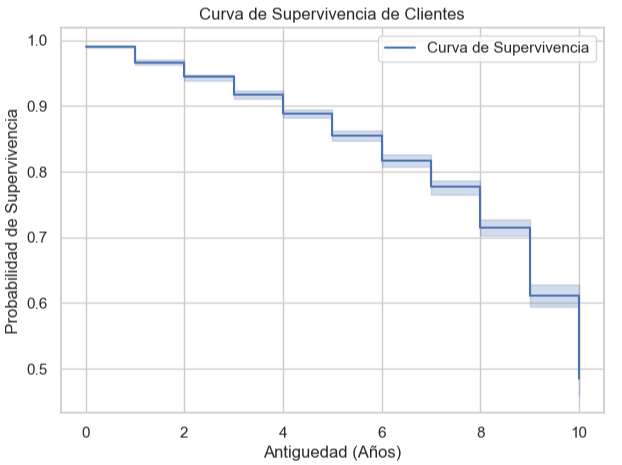 Curva de Supervivencia de Clientes
Curva de Supervivencia
Probabilidad de Supervivencia
1.0
0.9
0.8
0.7
0.6
0.5
0 2 4 6 8 10
Antiguedad (Años)